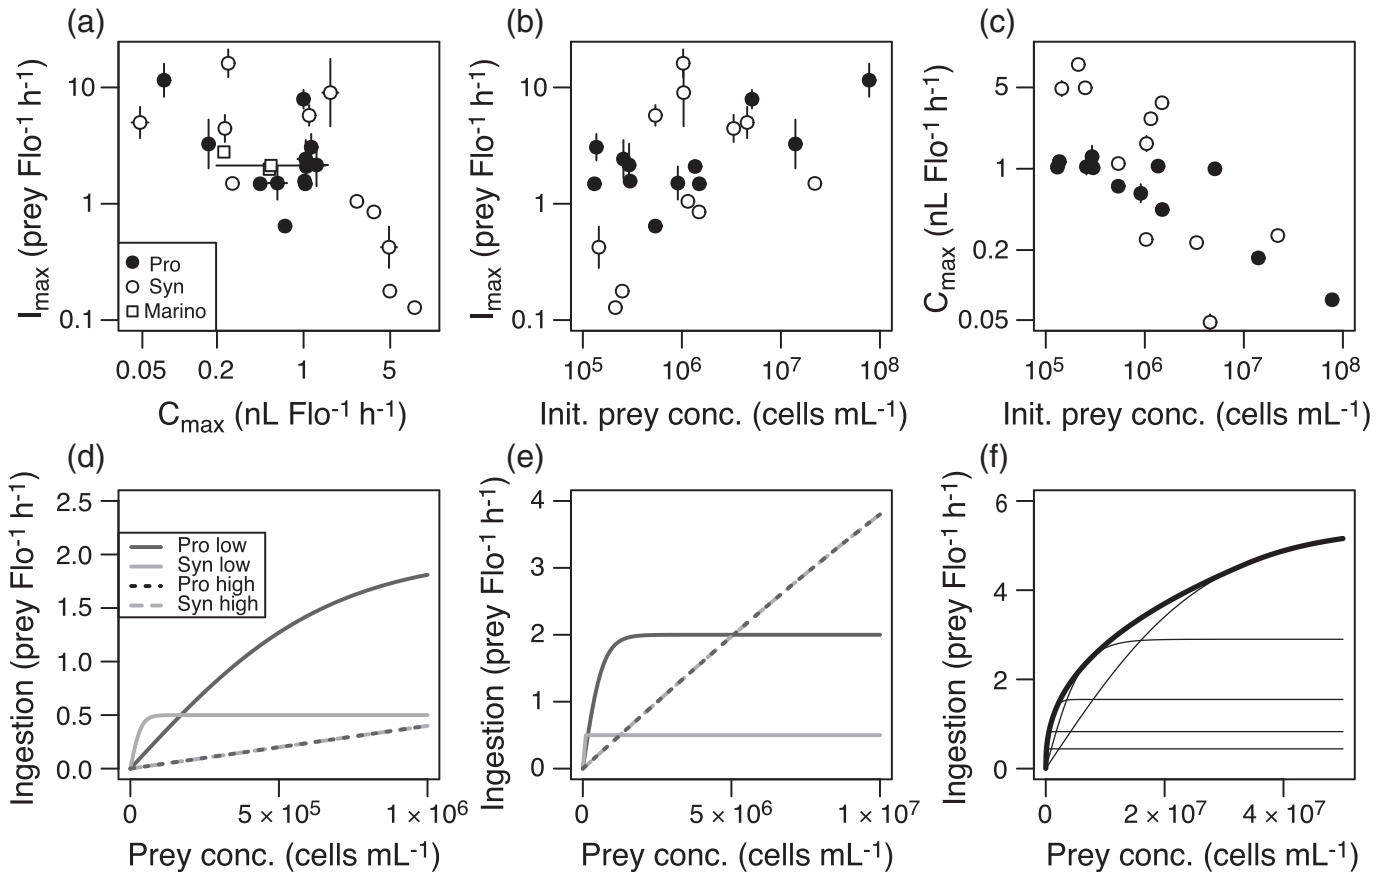 (a)
I_max (prey Flo⁻¹ h⁻¹)
10
1
0.1
Pro
Syn
Marino
0.05 0.2 1 5
C_max (nL Flo⁻¹ h⁻¹)
(b)
I_max (prey Flo⁻¹ h⁻¹)
10
1
0.1
10⁵ 10⁶ 10⁷ 10⁸
Init. prey conc. (cells mL⁻¹)
(c)
C_max (nL Flo⁻¹ h⁻¹)
5
1
0.2
0.05
10⁵ 10⁶ 10⁷ 10⁸
Init. prey conc. (cells mL⁻¹)
(d)
Ingestion (prey Flo⁻¹ h⁻¹)
2.5
2.0
1.5
1.0
0.5
0.0
Pro low
Syn low
Pro high
Syn high
0 5 × 10⁵ 1 × 10⁶
Prey conc. (cells mL⁻¹)
(e)
Ingestion (prey Flo⁻¹ h⁻¹)
4
3
2
1
0
0 5 × 10⁶ 1 × 10⁷
Prey conc. (cells mL⁻¹)
(f)
Ingestion (prey Flo⁻¹ h⁻¹)
6
4
2
0
0 2 × 10⁷ 4 × 10⁷
Prey conc. (cells mL⁻¹)